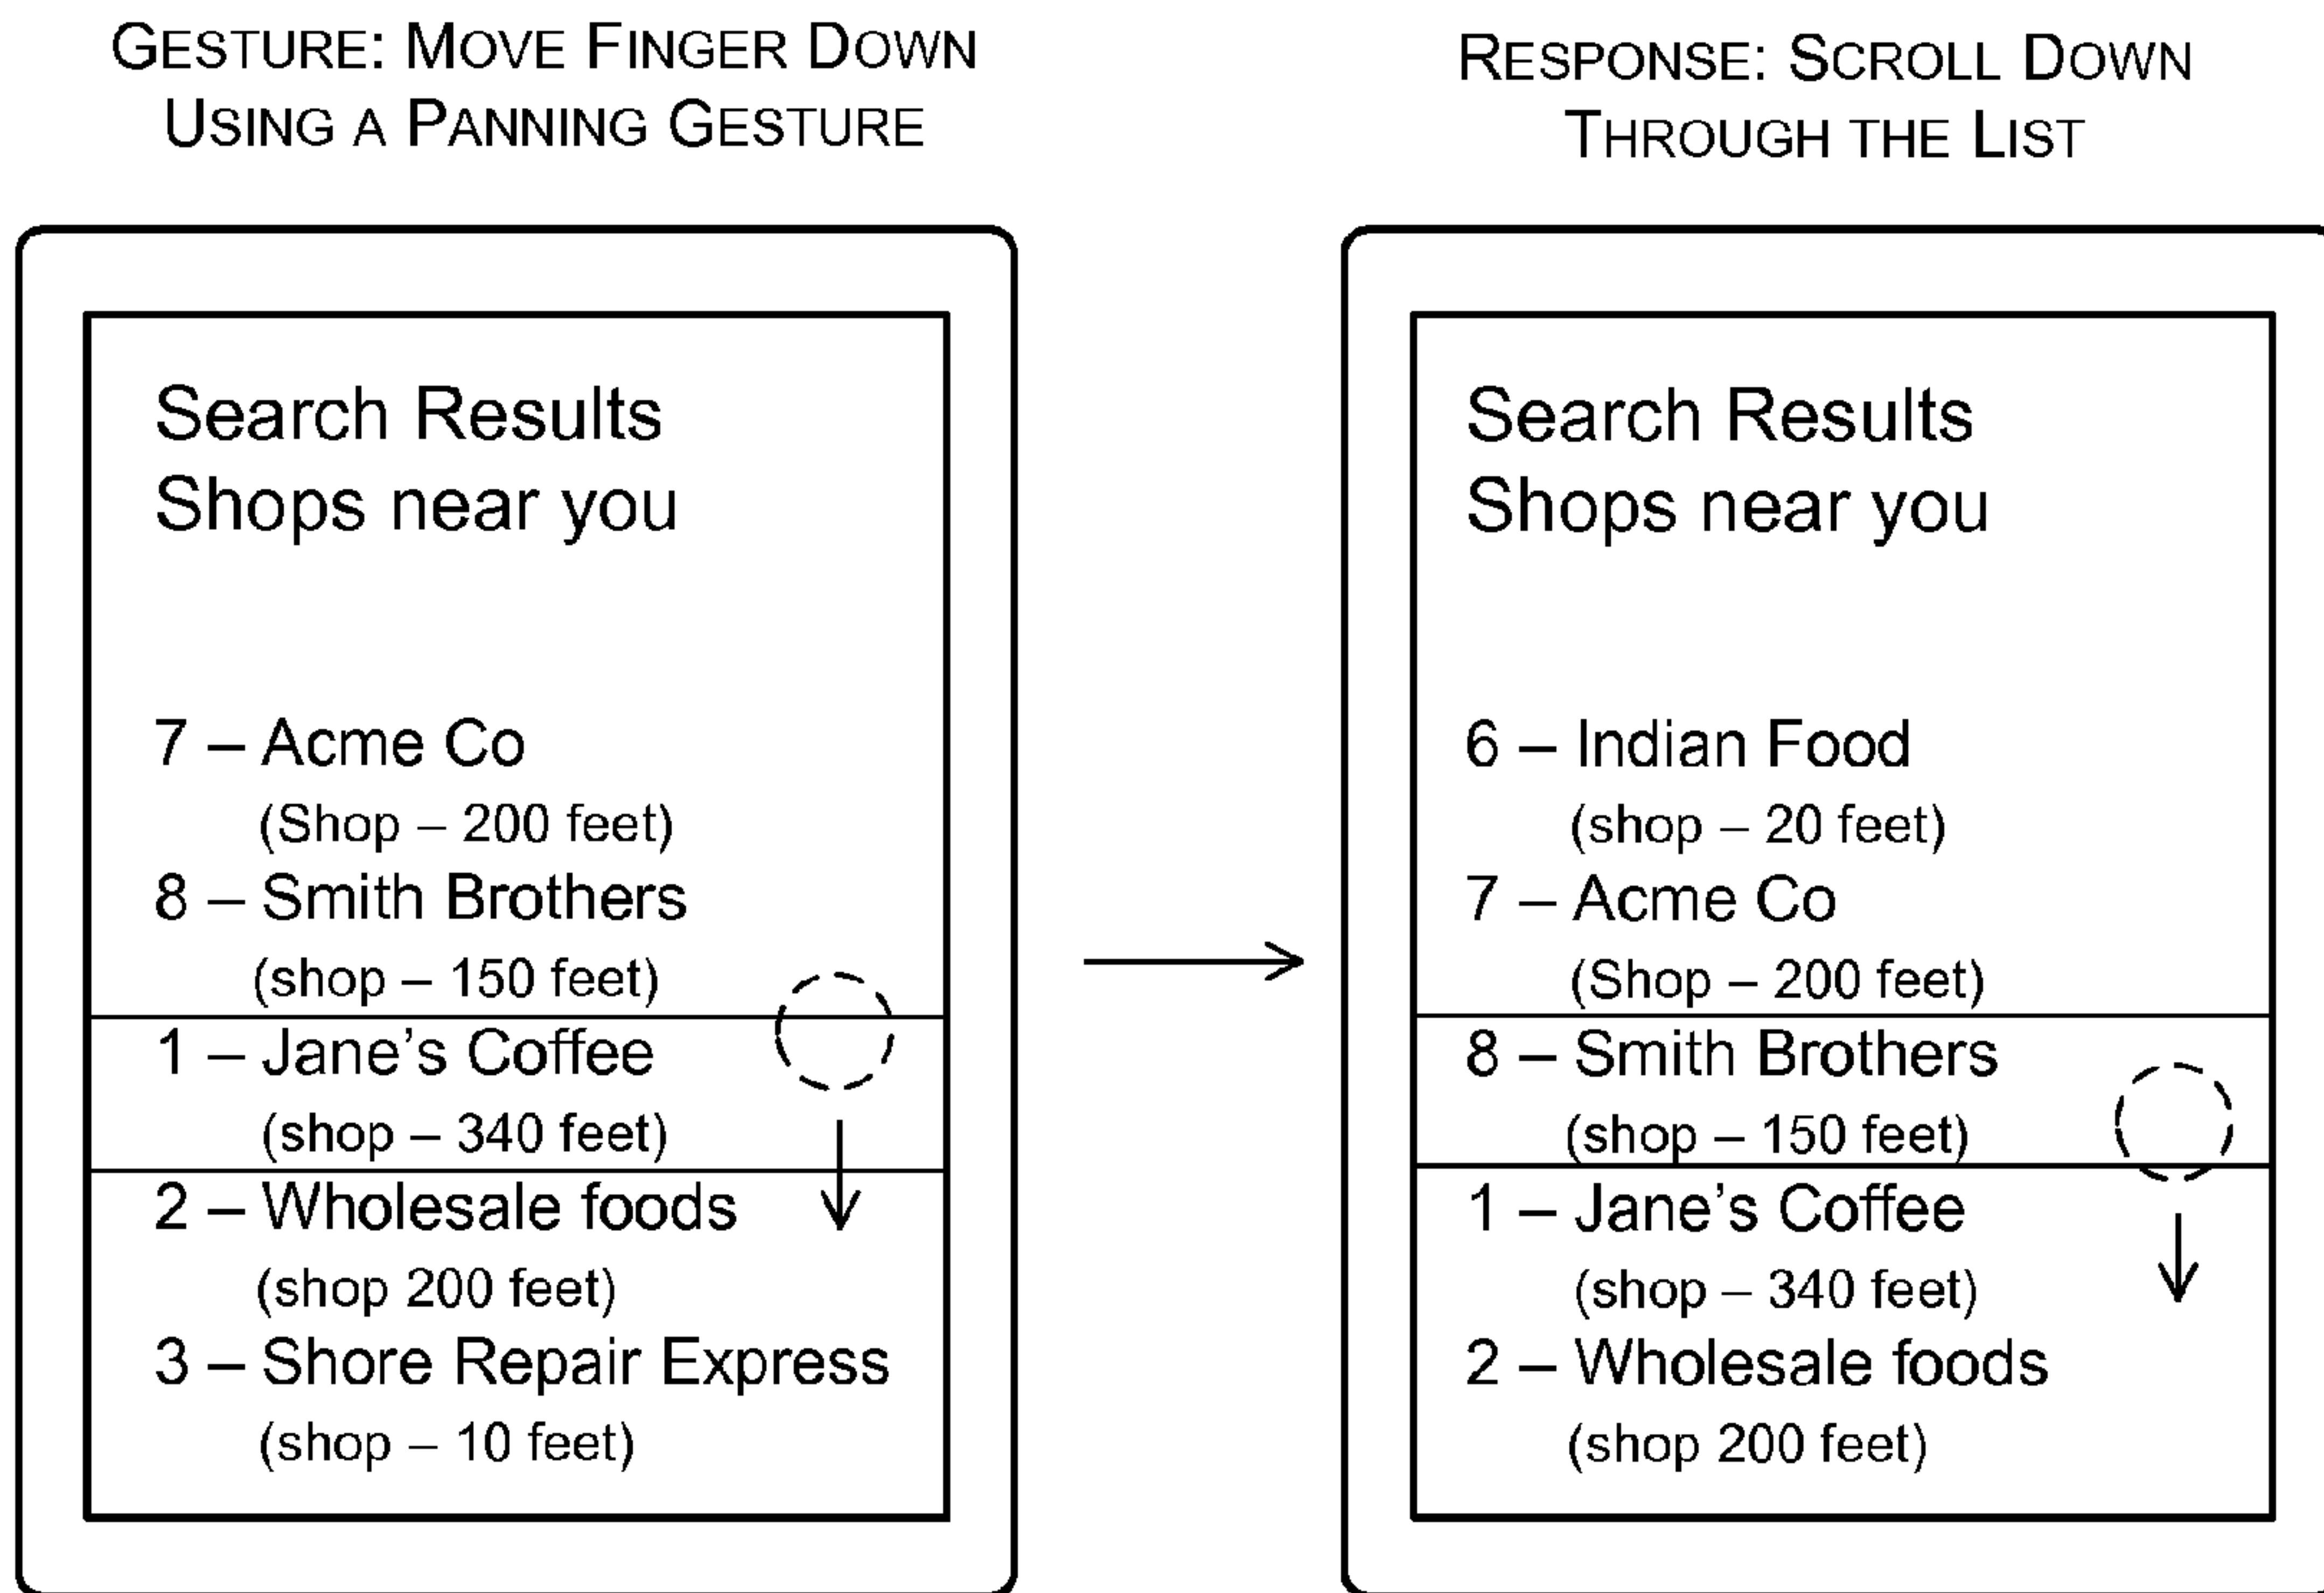 GESTURE: MOVE FINGER DOWN
USING A PANNING GESTURE
Search Results
Shops near you
7 – Acme Co
(Shop – 200 feet)
8 – Smith Brothers
(shop – 150 feet)
1 – Jane's Coffee
(shop – 340 feet)
2 – Wholesale foods
(shop 200 feet)
3 – Shore Repair Express
(shop – 10 feet)
RESPONSE: SCROLL DOWN
THROUGH THE LIST
Search Results
Shops near you
6 – Indian Food
(shop – 20 feet)
7 – Acme Co
(Shop – 200 feet)
8 – Smith Brothers
(shop – 150 feet)
1 – Jane's Coffee
(shop – 340 feet)
2 – Wholesale foods
(shop 200 feet)